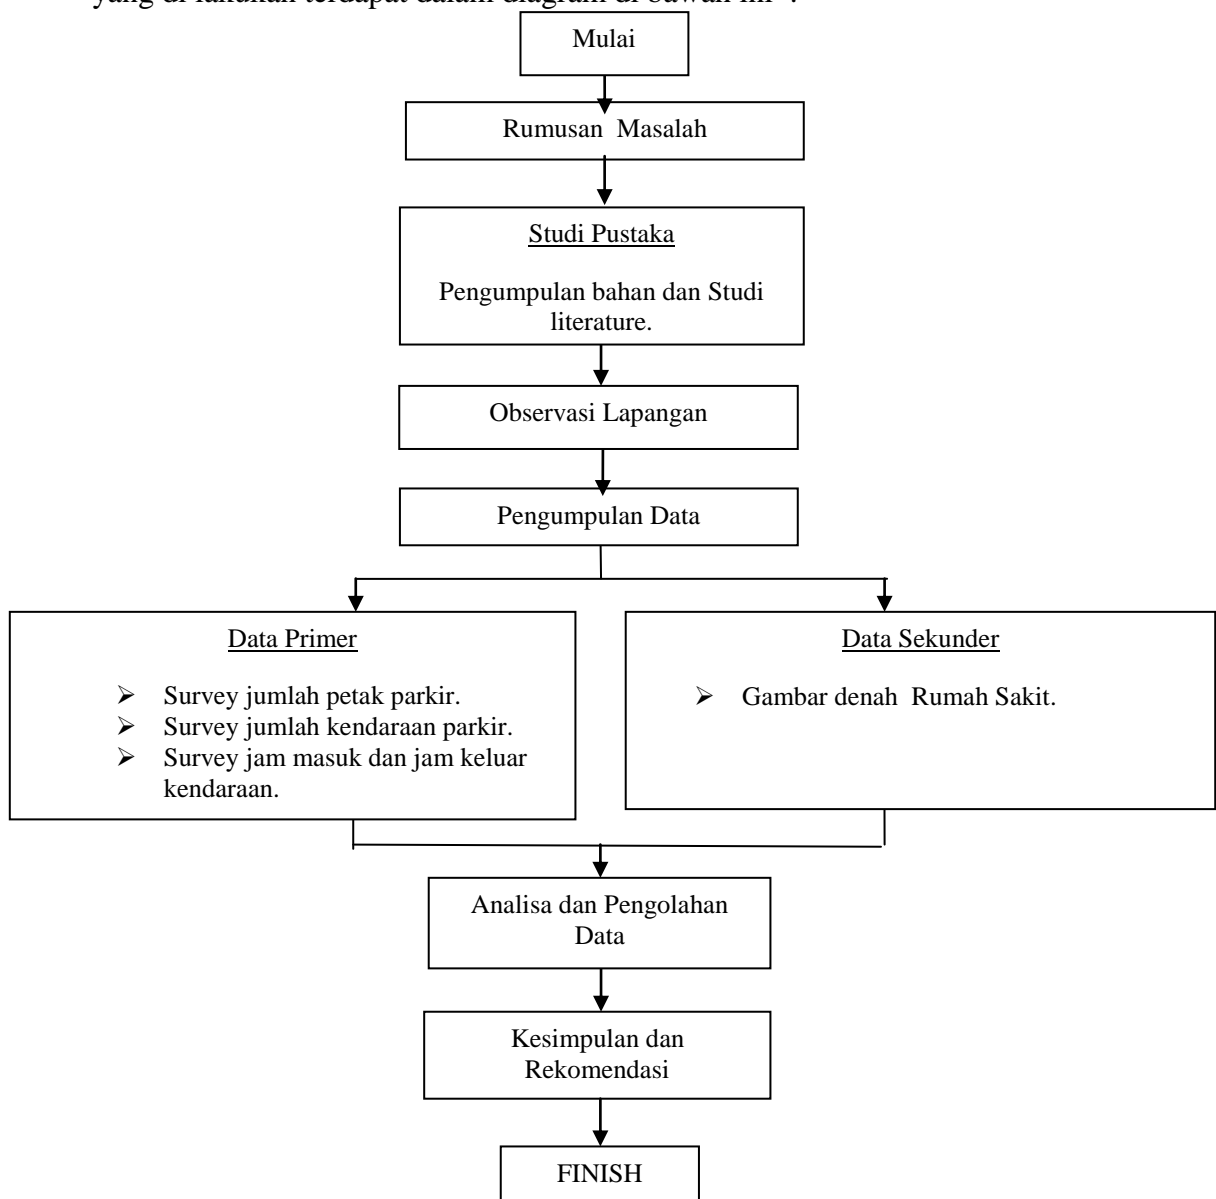 yang di lakukan terdapat dalam diagram di bawah ini :
Mulai
Rumusan Masalah
Studi Pustaka
Pengumpulan bahan dan Studi
literature.
Observasi Lapangan
Pengumpulan Data
Data Primer
➢ Survey jumlah petak parkir.
➢ Survey jumlah kendaraan parkir.
➢ Survey jam masuk dan jam keluar
kendaraan.
Data Sekunder
➢ Gambar denah Rumah Sakit.
Analisa dan Pengolahan
Data
Kesimpulan dan
Rekomendasi
FINISH